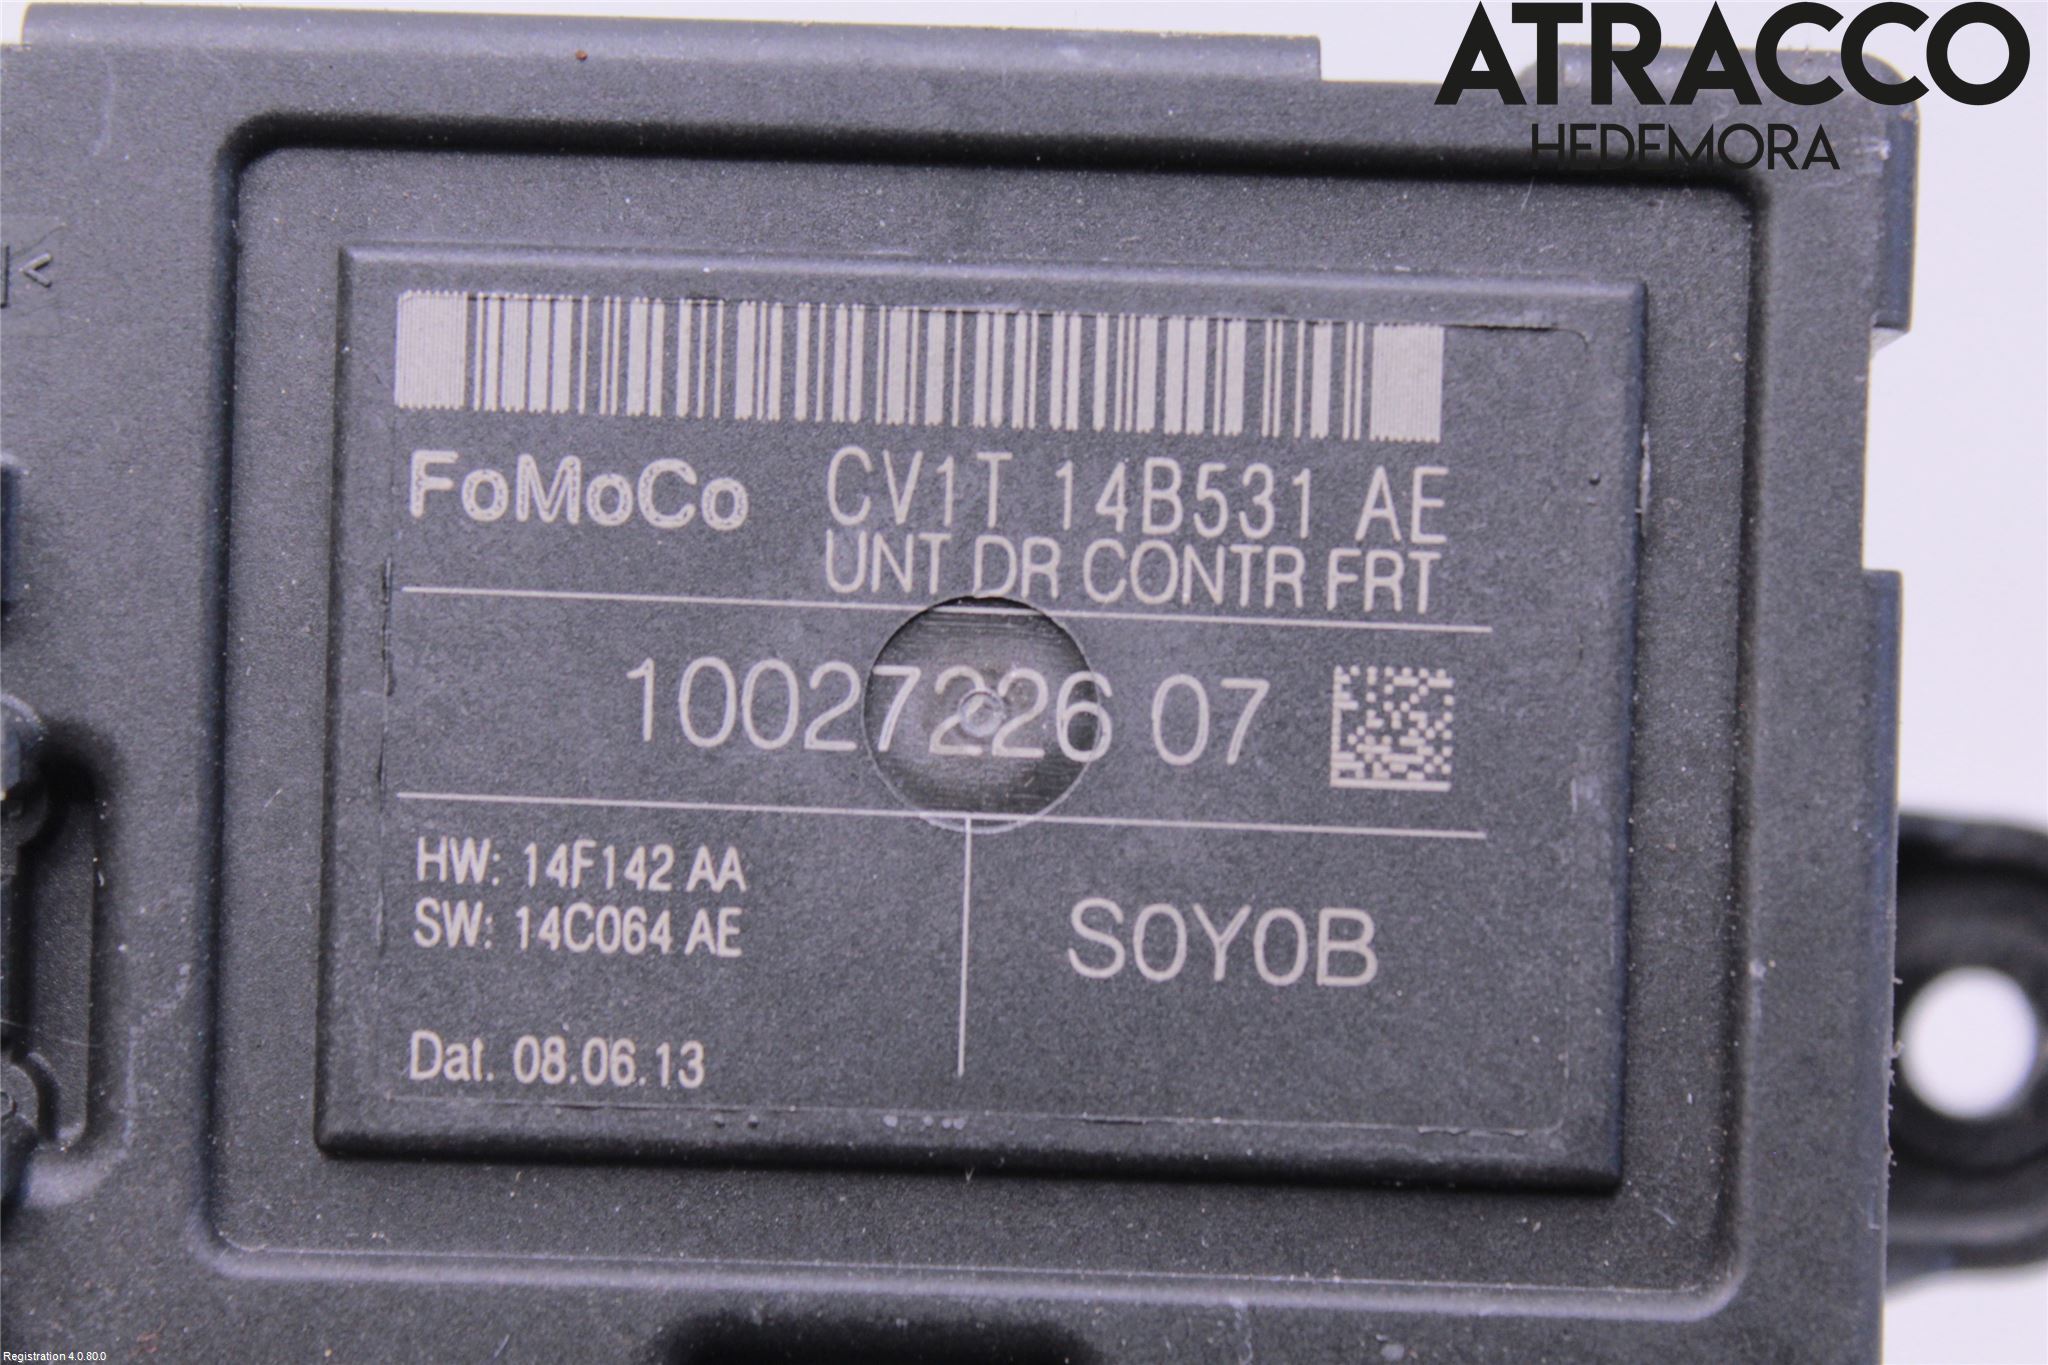 ATRACCO
HEDEMORA
FoMoCo CV1T 14B531 AE
UNT DR CONTR FRT
10027226 07
HW: 14F142 AA
SW: 14C064 AE
S0Y0B
Dat. 08.06.13
Registration 4.0.80.0